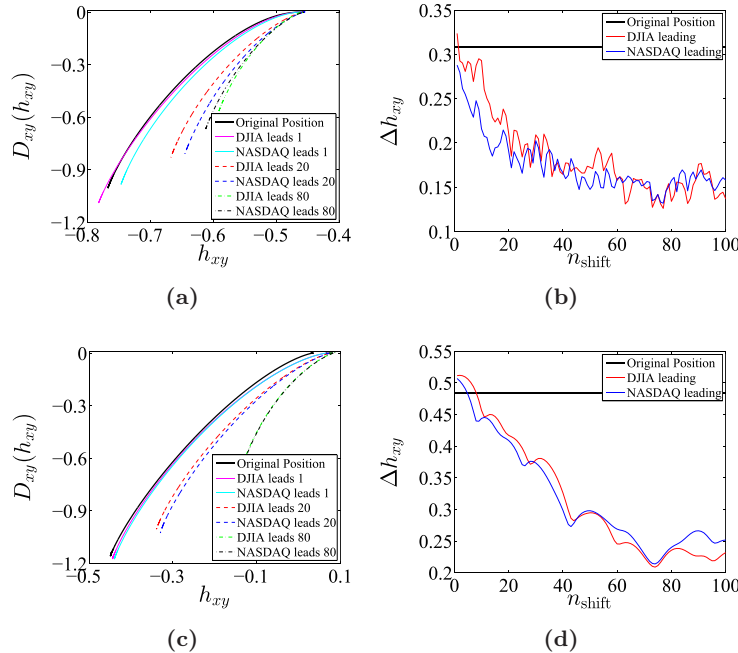 0
−0.3
−0.6
−0.9
−1.2
D_xy(h_xy)
Original Position
DJIA leads 1
NASDAQ leads 1
DJIA leads 20
NASDAQ leads 20
DJIA leads 80
NASDAQ leads 80
−0.8 −0.7 −0.6 −0.5 −0.4
h_xy
(a)
0.35
0.3
0.25
0.2
0.15
0.1
Δh_xy
Original Position
DJIA leading
NASDAQ leading
0 20 40 60 80 100
n_shift
(b)
0
−0.3
−0.6
−0.9
−1.2
D_xy(h_xy)
Original Position
DJIA leads 1
NASDAQ leads 1
DJIA leads 20
NASDAQ leads 20
DJIA leads 80
NASDAQ leads 80
−0.5 −0.3 −0.1 0.1
h_xy
(c)
0.55
0.5
0.45
0.4
0.35
0.3
0.25
0.2
Δh_xy
Original Position
DJIA leading
NASDAQ leading
0 20 40 60 80 100
n_shift
(d)